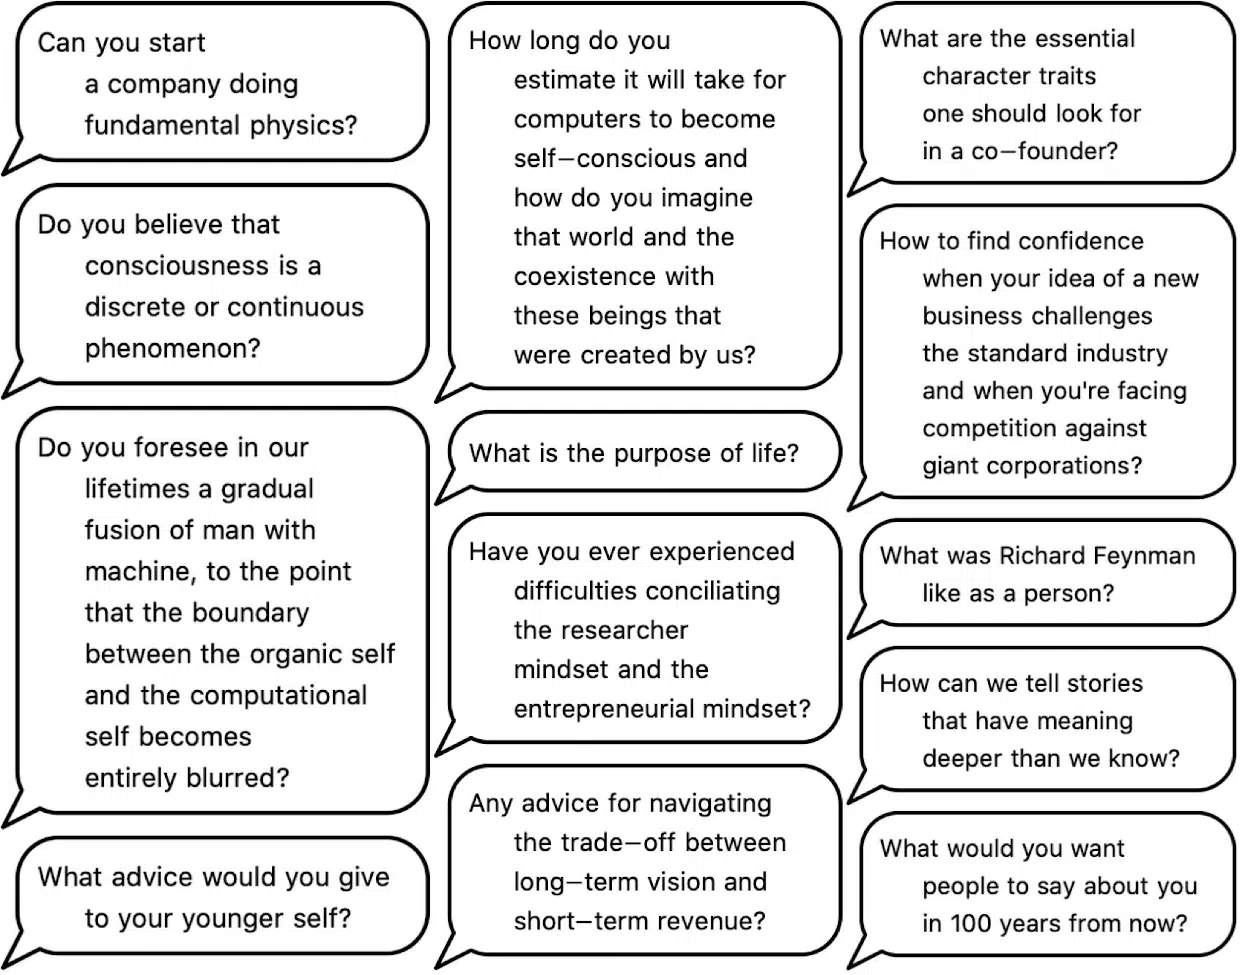 Can you start
a company doing
fundamental physics?
Do you believe that
consciousness is a
discrete or continuous
phenomenon?
Do you foresee in our
lifetimes a gradual
fusion of man with
machine, to the point
that the boundary
between the organic self
and the computational
self becomes
entirely blurred?
What advice would you give
to your younger self?
How long do you
estimate it will take for
computers to become
self–conscious and
how do you imagine
that world and the
coexistence with
these beings that
were created by us?
What is the purpose of life?
Have you ever experienced
difficulties conciliating
the researcher
mindset and the
entrepreneurial mindset?
Any advice for navigating
the trade–off between
long–term vision and
short–term revenue?
What are the essential
character traits
one should look for
in a co–founder?
How to find confidence
when your idea of a new
business challenges
the standard industry
and when you're facing
competition against
giant corporations?
What was Richard Feynman
like as a person?
How can we tell stories
that have meaning
deeper than we know?
What would you want
people to say about you
in 100 years from now?